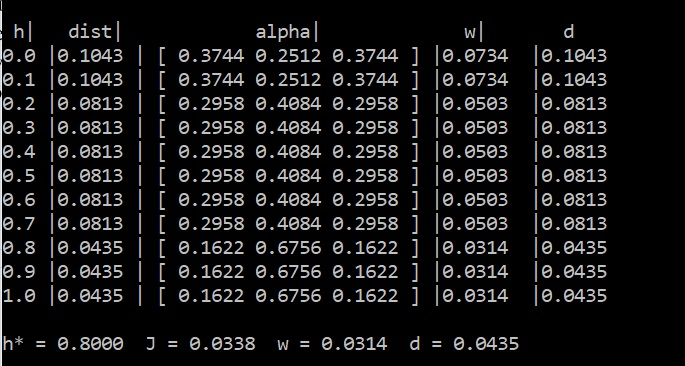 h|   dist|             alpha|              w|       d
0.0 |0.1043 | [ 0.3744 0.2512 0.3744 ] |0.0734  |0.1043
0.1 |0.1043 | [ 0.3744 0.2512 0.3744 ] |0.0734  |0.1043
0.2 |0.0813 | [ 0.2958 0.4084 0.2958 ] |0.0503  |0.0813
0.3 |0.0813 | [ 0.2958 0.4084 0.2958 ] |0.0503  |0.0813
0.4 |0.0813 | [ 0.2958 0.4084 0.2958 ] |0.0503  |0.0813
0.5 |0.0813 | [ 0.2958 0.4084 0.2958 ] |0.0503  |0.0813
0.6 |0.0813 | [ 0.2958 0.4084 0.2958 ] |0.0503  |0.0813
0.7 |0.0813 | [ 0.2958 0.4084 0.2958 ] |0.0503  |0.0813
0.8 |0.0435 | [ 0.1622 0.6756 0.1622 ] |0.0314  |0.0435
0.9 |0.0435 | [ 0.1622 0.6756 0.1622 ] |0.0314  |0.0435
1.0 |0.0435 | [ 0.1622 0.6756 0.1622 ] |0.0314  |0.0435
h* = 0.8000  J = 0.0338  w = 0.0314  d = 0.0435